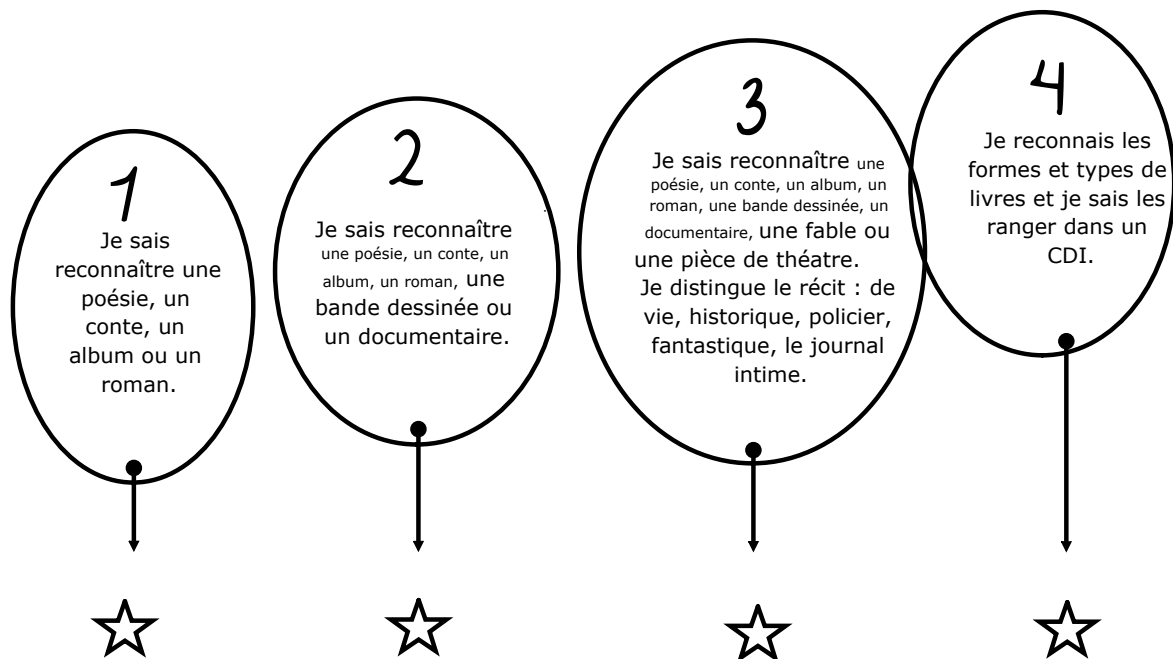 1
Je sais
reconnaître une
poésie, un
conte, un
album ou un
roman.
2
Je sais reconnaître
une poésie, un conte, un
album, un roman, une
bande dessinée ou
un documentaire.
3
Je sais reconnaître une
poésie, un conte, un album, un
roman, une bande dessinée, un
documentaire, une fable ou
une pièce de théatre.
Je distingue le récit : de
vie, historique, policier,
fantastique, le journal
intime.
4
Je reconnais les
formes et types de
livres et je sais les
ranger dans un
CDI.